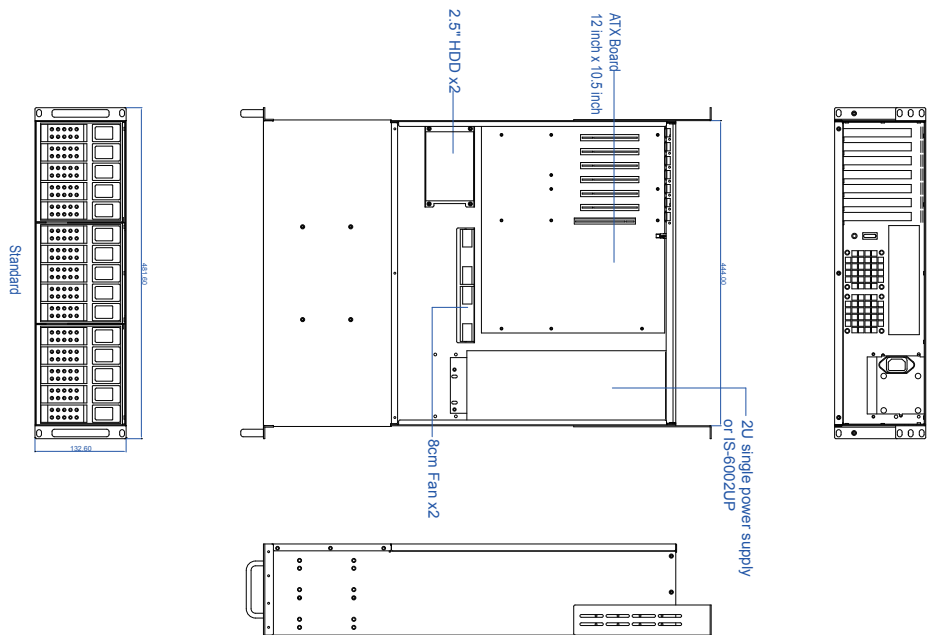 2.5" HDD x2
ATX Board
12 inch x 10.5 inch
481.60
444.00
Standard
132.60
8cm Fan x2
2U single power supply
or IS-6002UP